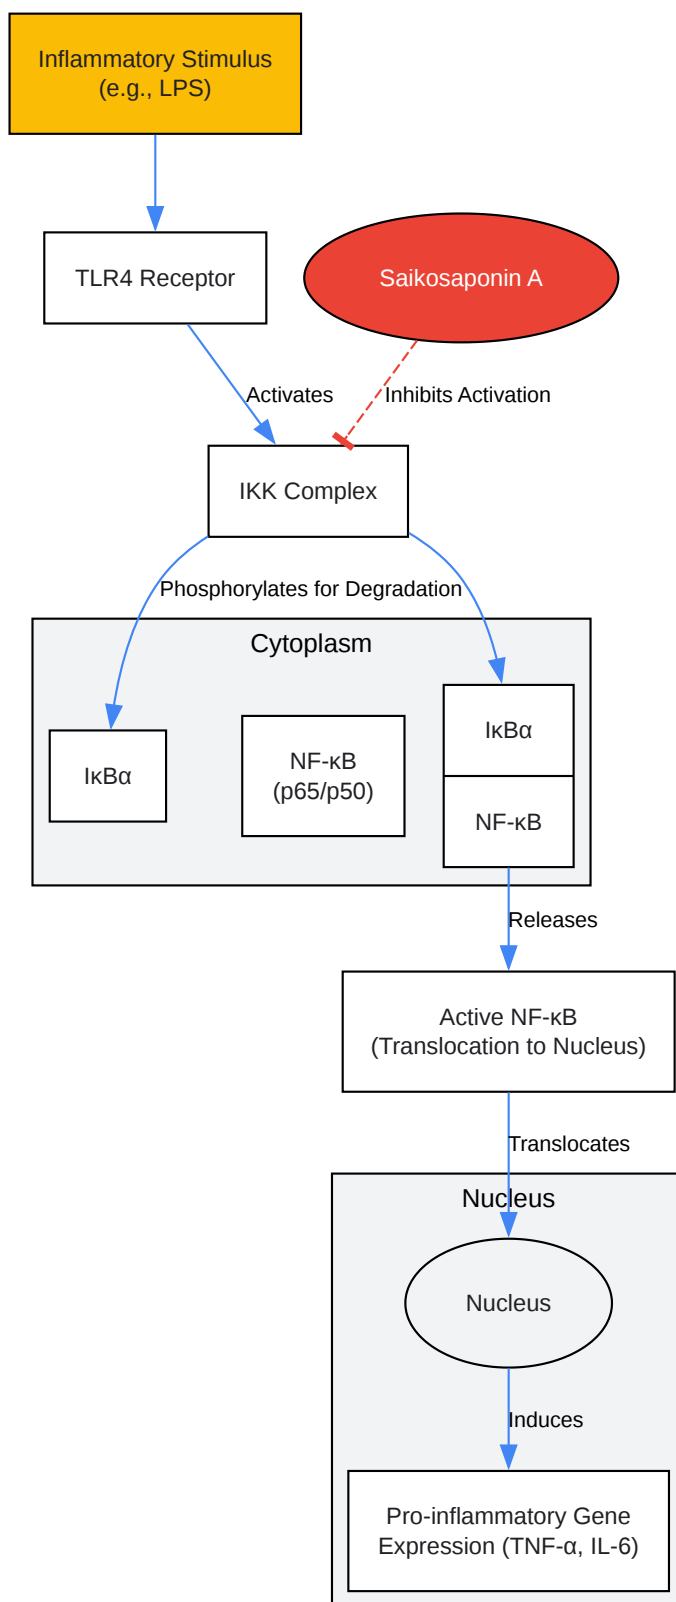 Inflammatory Stimulus
(e.g., LPS)
TLR4 Receptor
Saikosaponin A
Activates
Inhibits Activation
IKK Complex
Phosphorylates for Degradation
Cytoplasm
IκBα
NF-κB
(p65/p50)
IκBα
NF-κB
Releases
Active NF-κB
(Translocation to Nucleus)
Translocates
Nucleus
Nucleus
Induces
Pro-inflammatory Gene
Expression (TNF-α, IL-6)